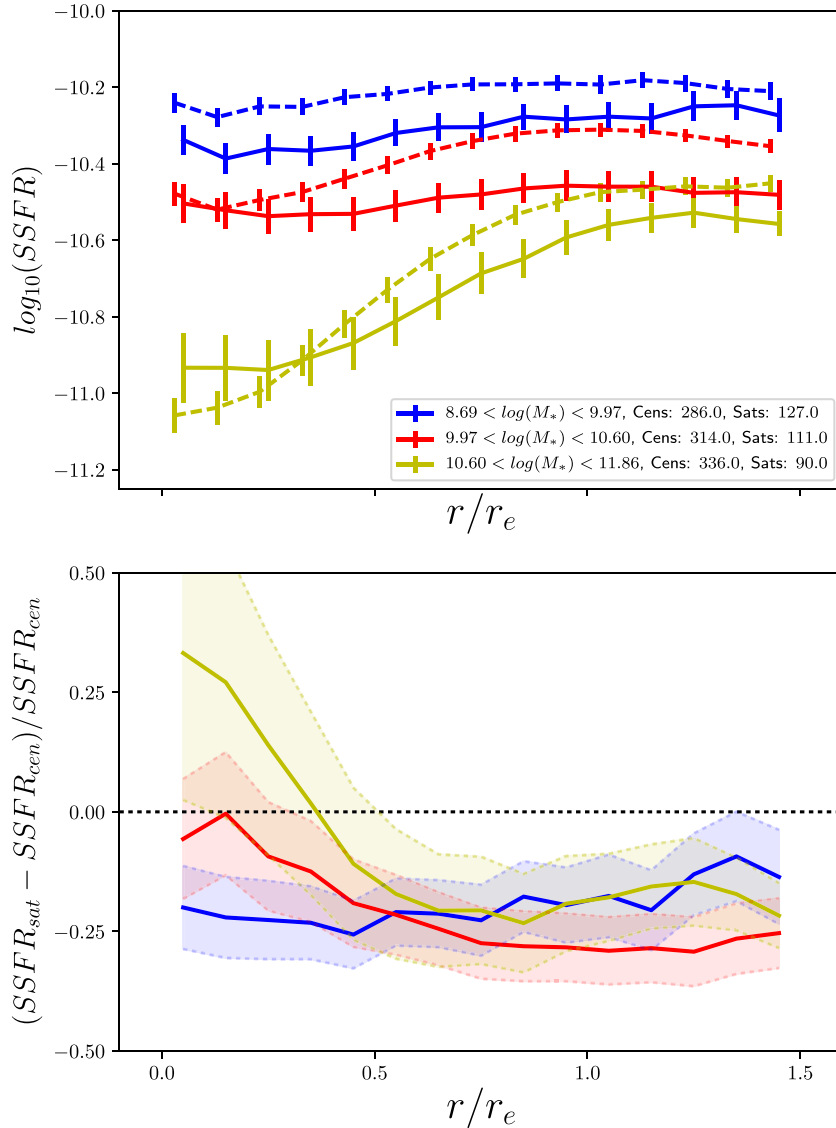 −10.0
−10.2
−10.4
−10.6
−10.8
−11.0
−11.2
log₁₀(SSFR)
8.69 < log(M∗) < 9.97, Cens: 286.0, Sats: 127.0
9.97 < log(M∗) < 10.60, Cens: 314.0, Sats: 111.0
10.60 < log(M∗) < 11.86, Cens: 336.0, Sats: 90.0
r/rₑ
0.50
0.25
0.00
−0.25
−0.50
(SSFR_sat − SSFR_cen)/SSFR_cen
0.0 0.5 1.0 1.5
r/rₑ